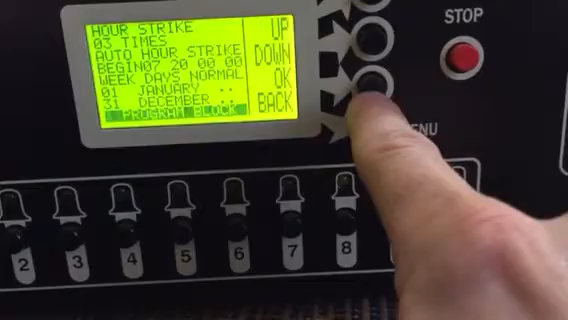 HOUR STRIKE
03 TIMES
AUTO HOUR STRIKE
BEGIN07 20 00 00
WEEK DAYS NORMAL
01 JANUARY ..
31 DECEMBER ..
PROGRAM BLOCK
UP
DOWN
OK
BACK
STOP
2 3 4 5 6 7 8